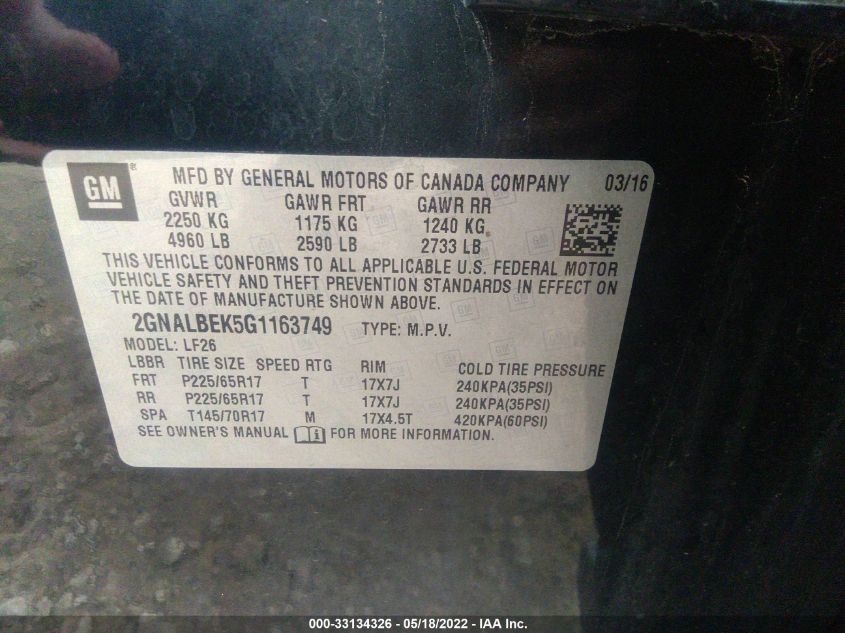 GM ® MFD BY GENERAL MOTORS OF CANADA COMPANY 03/16
GVWR GAWR FRT GAWR RR
2250 KG 1175 KG 1240 KG
4960 LB 2590 LB 2733 LB
THIS VEHICLE CONFORMS TO ALL APPLICABLE U.S. FEDERAL MOTOR
VEHICLE SAFETY AND THEFT PREVENTION STANDARDS IN EFFECT ON
THE DATE OF MANUFACTURE SHOWN ABOVE.
2GNALBEK5G1163749 TYPE: M.P.V.
MODEL: LF26
LBBR TIRE SIZE SPEED RTG RIM COLD TIRE PRESSURE
FRT P225/65R17 T 17X7J 240KPA(35PSI)
RR P225/65R17 T 17X7J 240KPA(35PSI)
SPA T145/70R17 M 17X4.5T 420KPA(60PSI)
SEE OWNER'S MANUAL FOR MORE INFORMATION.
000-33134326 - 05/18/2022 - IAA Inc.